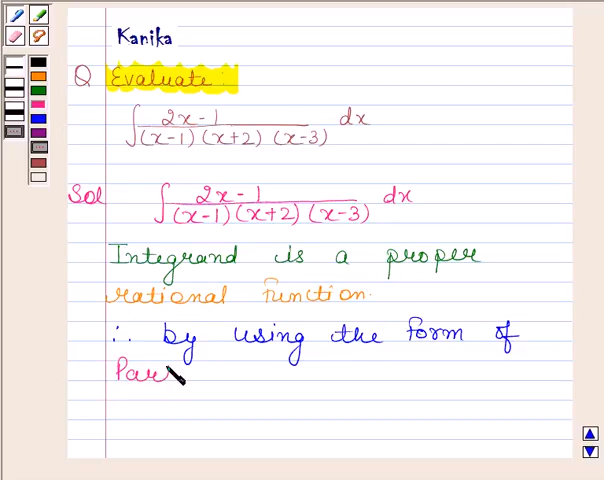 Kanika
Q Evaluate :
∫ 2x-1 / (x-1) (x+2) (x-3) dx
Sol ∫ 2x-1 / (x-1) (x+2) (x-3) dx
Integrand is a proper
rational function.
∴ by using the form of
Par